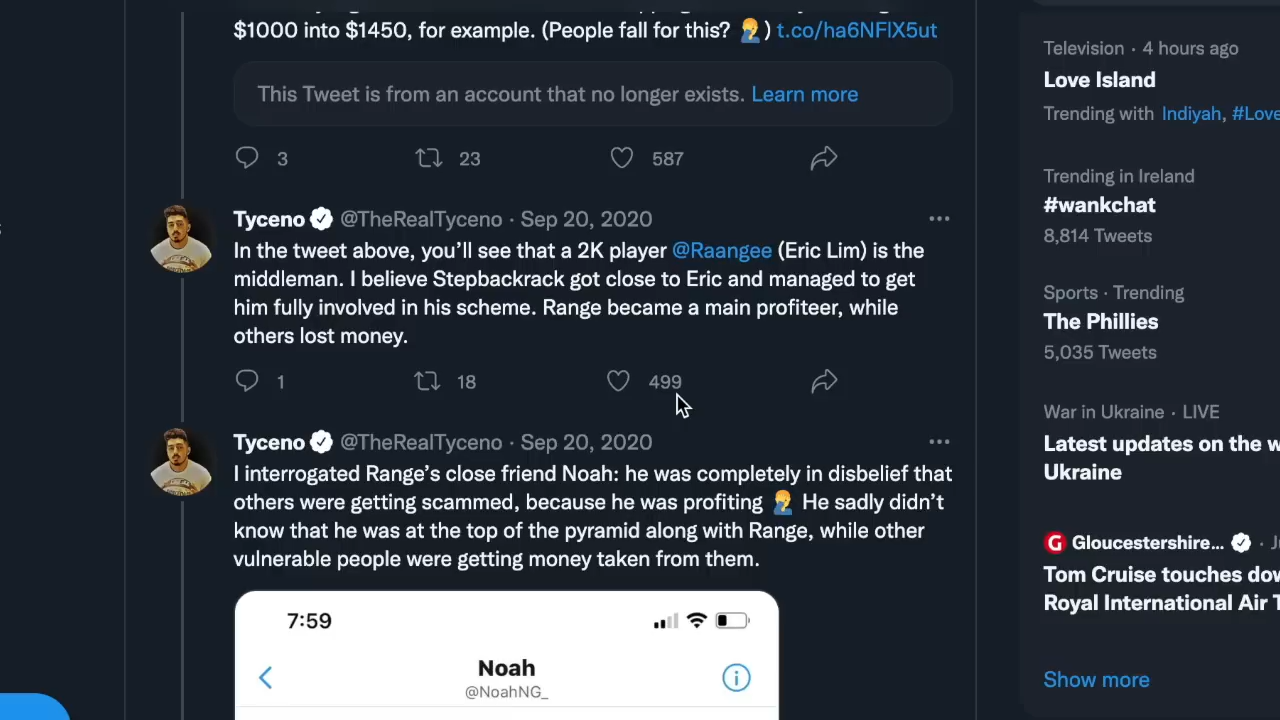 $1000 into $1450, for example. (People fall for this? 🤦‍♂️) t.co/ha6NFlX5ut
This Tweet is from an account that no longer exists. Learn more
3 23 587
Tyceno @TheRealTyceno · Sep 20, 2020
In the tweet above, you’ll see that a 2K player @Raangee (Eric Lim) is the
middleman. I believe Stepbackrack got close to Eric and managed to get
him fully involved in his scheme. Range became a main profiteer, while
others lost money.
1 18 499
Tyceno @TheRealTyceno · Sep 20, 2020
I interrogated Range’s close friend Noah: he was completely in disbelief that
others were getting scammed, because he was profiting 🤦‍♂️ He sadly didn’t
know that he was at the top of the pyramid along with Range, while other
vulnerable people were getting money taken from them.
7:59
Noah
@NoahNG_
Television · 4 hours ago
Love Island
Trending with Indiyah, #Love
Trending in Ireland
#wankchat
8,814 Tweets
Sports · Trending
The Phillies
5,035 Tweets
War in Ukraine · LIVE
Latest updates on the w
Ukraine
G Gloucestershire... ·
Tom Cruise touches dow
Royal International Air T
Show more